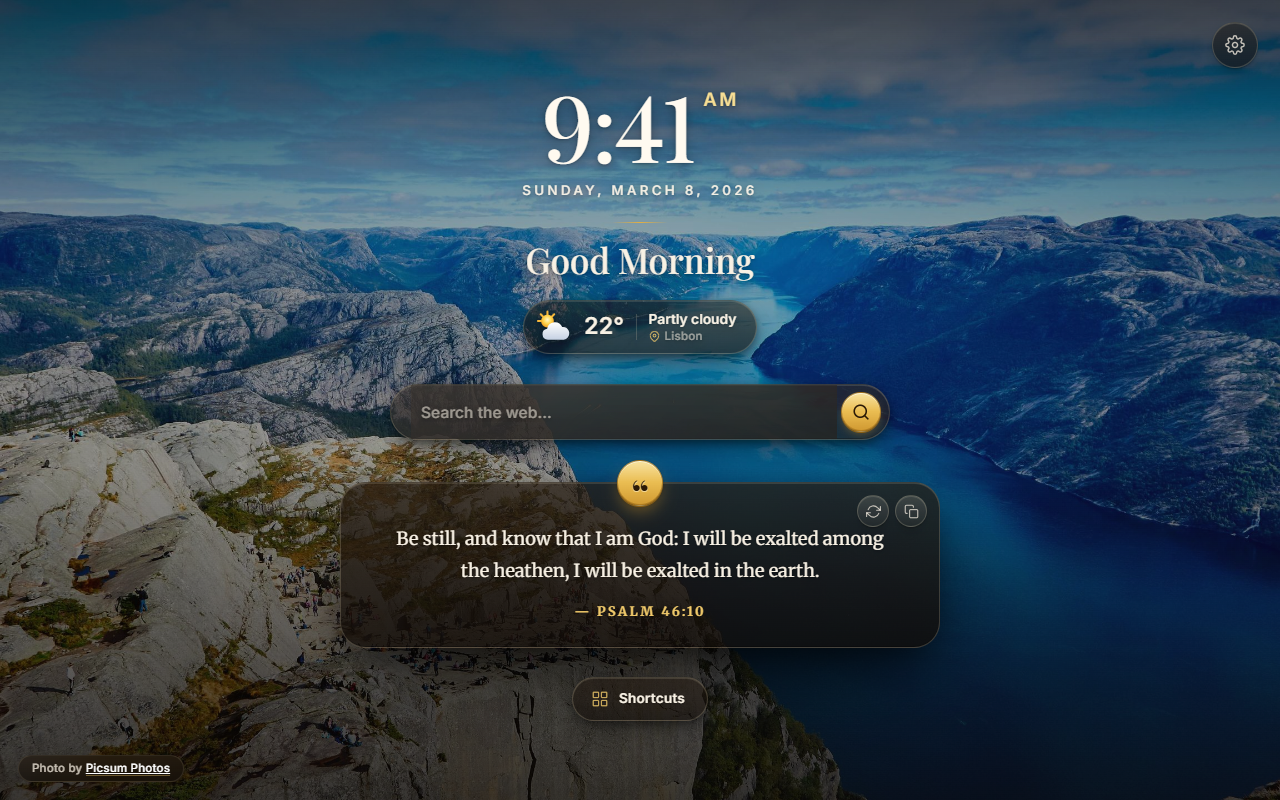 9:41 AM
SUNDAY, MARCH 8, 2026
Good Morning
22° Partly cloudy
Lisbon
Search the web...
Be still, and know that I am God: I will be exalted among
the heathen, I will be exalted in the earth.
— PSALM 46:10
Shortcuts
Photo by Picsum Photos